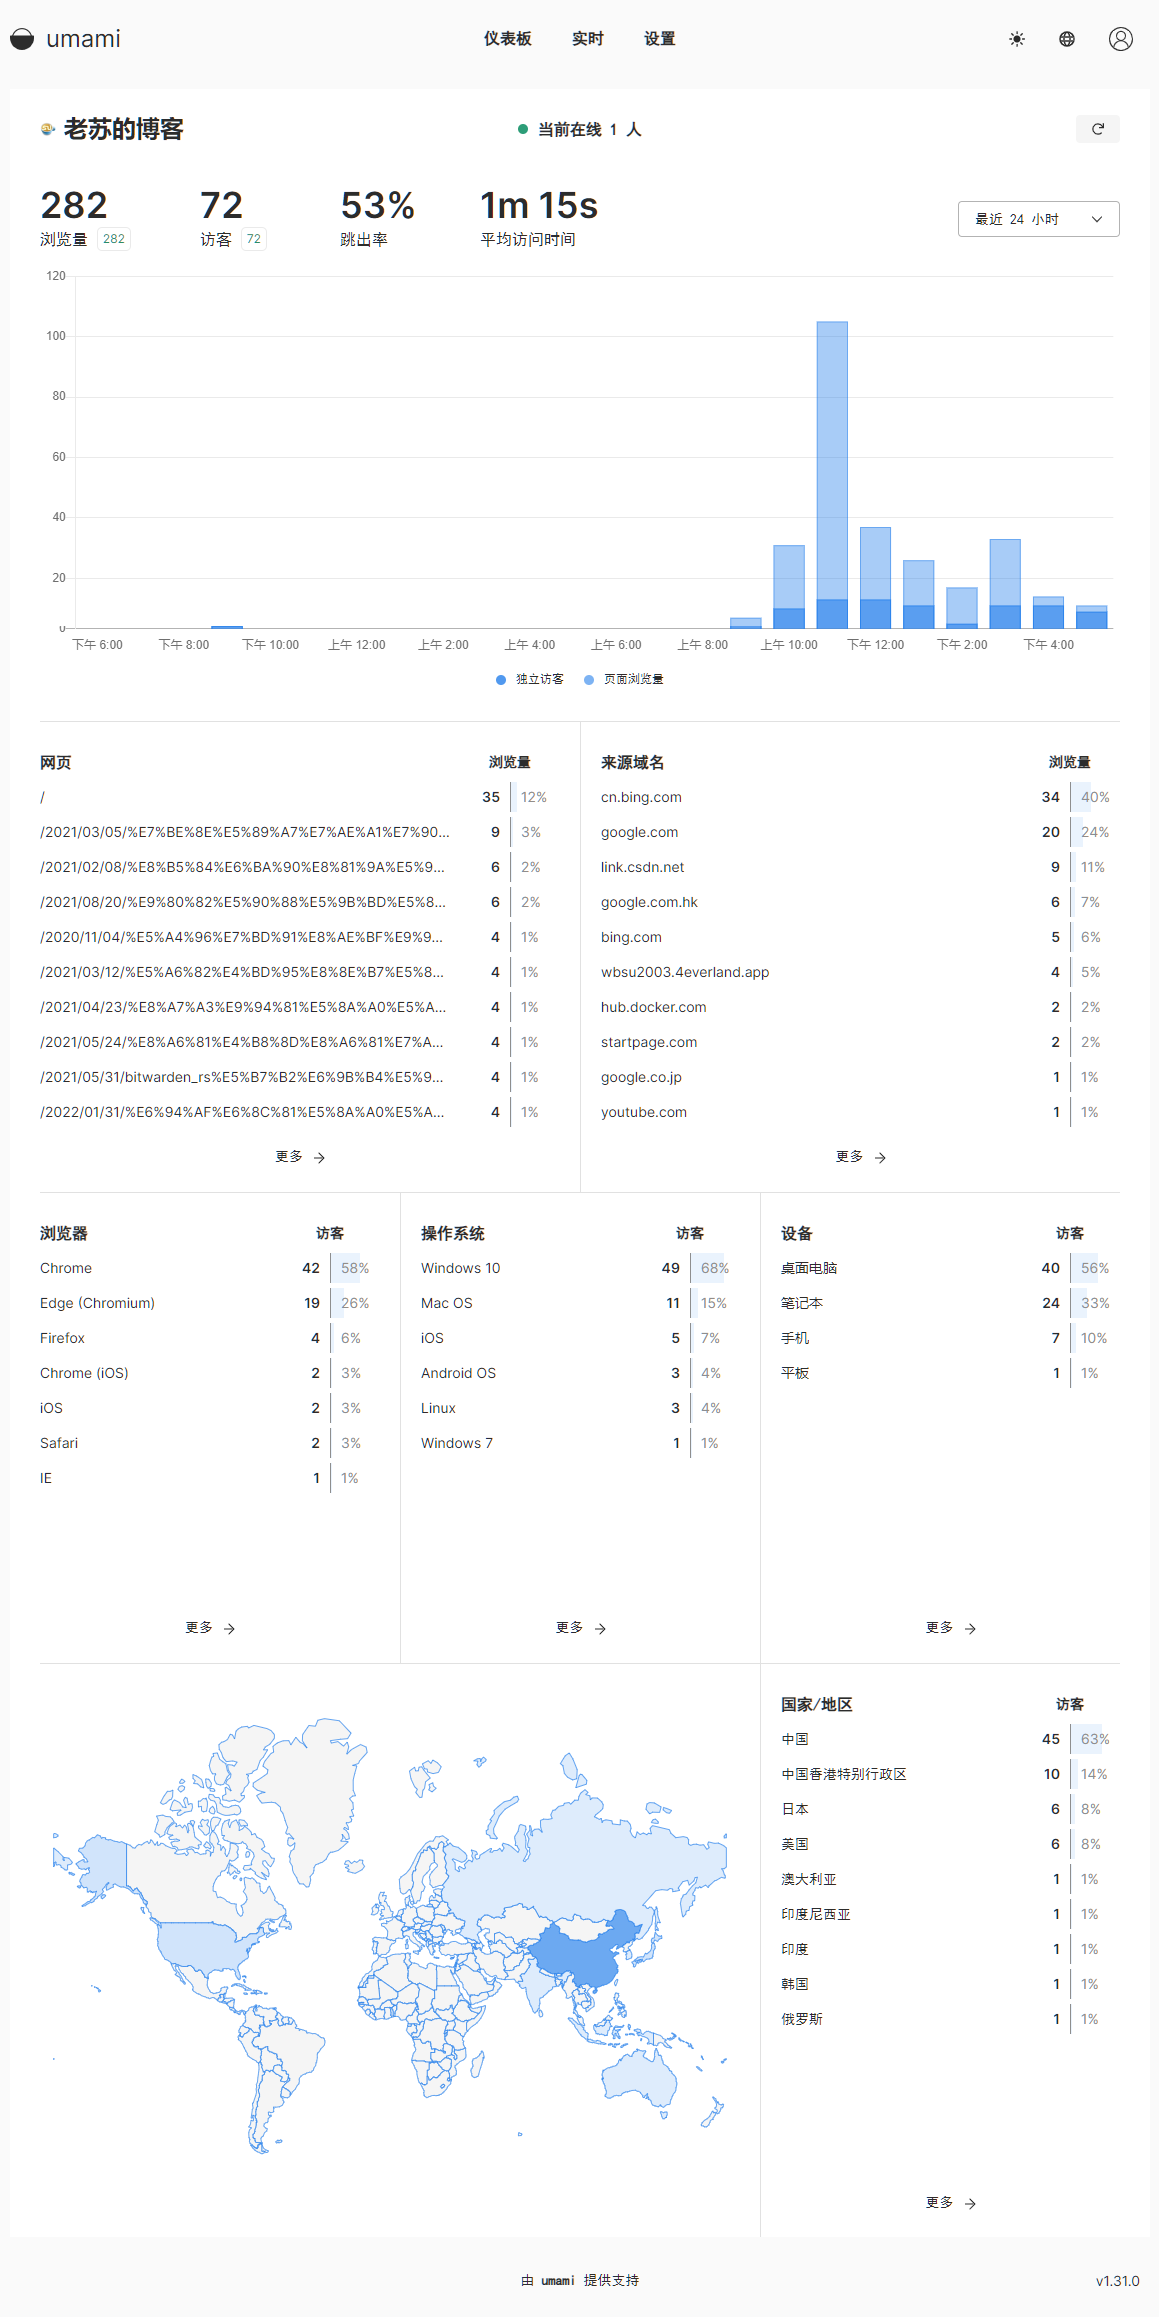 umami
仪表板 实时 设置
老苏的博客
当前在线 1 人
282 72 53% 1m 15s
浏览量 282 访客 72 跳出率 平均访问时间
最近 24 小时
120
100
80
60
40
20
0
下午 6:00 下午 8:00 下午 10:00 上午 12:00 上午 2:00 上午 4:00 上午 6:00 上午 8:00 上午 10:00 下午 12:00 下午 2:00 下午 4:00
独立访客 页面浏览量
网页 浏览量
/ 35 12%
/2021/03/05/%E7%BE%8E%E5%89%A7%E7%AE%A1%E7%90... 9 3%
/2021/02/08/%E8%B5%84%E6%BA%90%E8%81%9A%E5%9... 6 2%
/2021/08/20/%E9%80%82%E5%90%88%E5%9B%BD%E5%8... 6 2%
/2020/11/04/%E5%A4%96%E7%BD%91%E8%AE%BF%E9%9... 4 1%
/2021/03/12/%E5%A6%82%E4%BD%95%E8%8E%B7%E5%8... 4 1%
/2021/04/23/%E8%A7%A3%E9%94%81%E5%8A%A0%E5%A... 4 1%
/2021/05/24/%E8%A6%81%E4%B8%8D%E8%A6%81%E7%A... 4 1%
/2021/05/31/bitwarden_rs%E5%B7%B2%E6%9B%B4%E5%9... 4 1%
/2022/01/31/%E6%94%AF%E6%8C%81%E5%8A%A0%E5%A... 4 1%
更多
来源域名 浏览量
cn.bing.com 34 40%
google.com 20 24%
link.csdn.net 9 11%
google.com.hk 6 7%
bing.com 5 6%
wbsu2003.4everland.app 4 5%
hub.docker.com 2 2%
startpage.com 2 2%
google.co.jp 1 1%
youtube.com 1 1%
更多
浏览器 访客
Chrome 42 58%
Edge (Chromium) 19 26%
Firefox 4 6%
Chrome (iOS) 2 3%
iOS 2 3%
Safari 2 3%
IE 1 1%
更多
操作系统 访客
Windows 10 49 68%
Mac OS 11 15%
iOS 5 7%
Android OS 3 4%
Linux 3 4%
Windows 7 1 1%
更多
设备 访客
桌面电脑 40 56%
笔记本 24 33%
手机 7 10%
平板 1 1%
更多
国家/地区 访客
中国 45 63%
中国香港特别行政区 10 14%
日本 6 8%
美国 6 8%
澳大利亚 1 1%
印度尼西亚 1 1%
印度 1 1%
韩国 1 1%
俄罗斯 1 1%
更多
由 umami 提供支持
v1.31.0